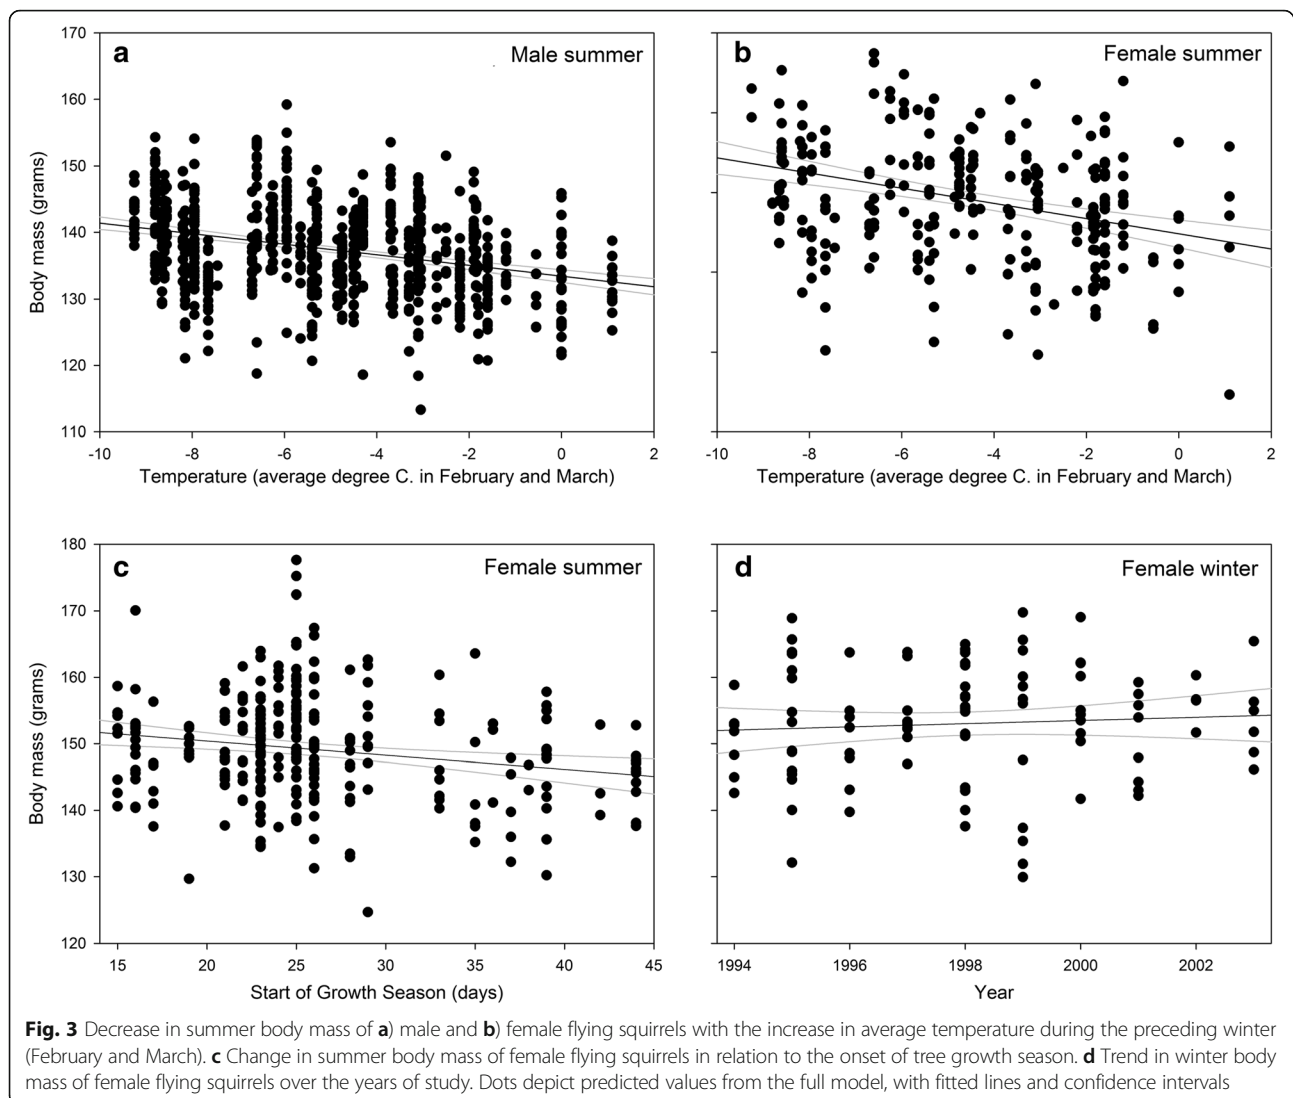 a
Male summer
170
160
150
140
130
120
110
Body mass (grams)
-10
-8
-6
-4
-2
0
2
Temperature (average degree C. in February and March)
b
Female summer
-10
-8
-6
-4
-2
0
2
Temperature (average degree C. in February and March)
c
Female summer
180
170
160
150
140
130
120
Body mass (grams)
15
20
25
30
35
40
45
Start of Growth Season (days)
d
Female winter
1994
1996
1998
2000
2002
Year
Fig. 3 Decrease in summer body mass of a) male and b) female flying squirrels with the increase in average temperature during the preceding winter
(February and March). c Change in summer body mass of female flying squirrels in relation to the onset of tree growth season. d Trend in winter body
mass of female flying squirrels over the years of study. Dots depict predicted values from the full model, with fitted lines and confidence intervals